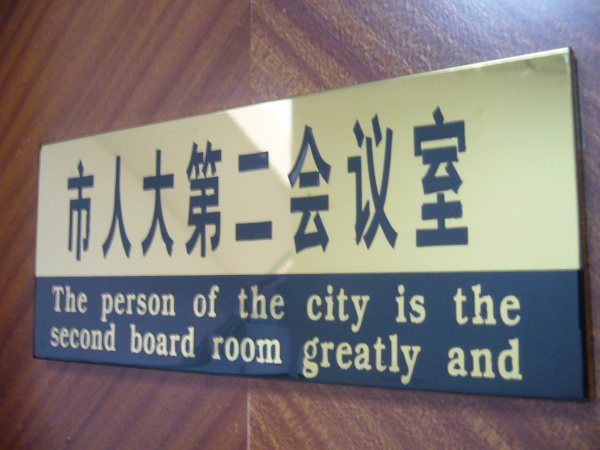 市人大第二会议室
The person of the city is the
second board room greatly and